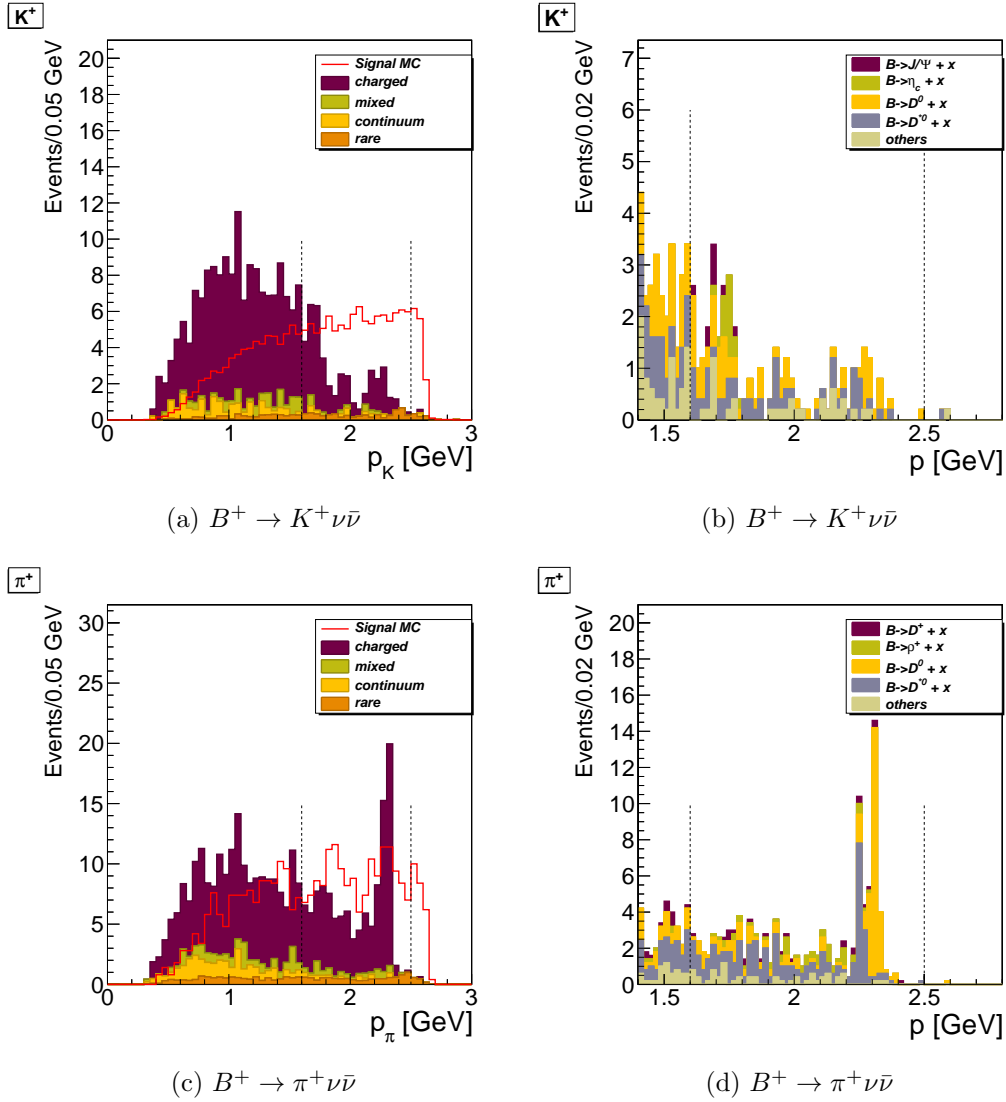 K+
Events/0.05 GeV
20
18
16
14
12
10
8
6
4
2
0
Signal MC
charged
mixed
continuum
rare
0 1 2 3
p_K [GeV]
(a) B+ → K+νν̄
K+
Events/0.02 GeV
7
6
5
4
3
2
1
0
B->J/Ψ + x
B->η_c + x
B->D⁰ + x
B->D*⁰ + x
others
1.5 2 2.5
p [GeV]
(b) B+ → K+νν̄
π+
Events/0.05 GeV
30
25
20
15
10
5
0
Signal MC
charged
mixed
continuum
rare
0 1 2 3
p_π [GeV]
(c) B+ → π+νν̄
π+
Events/0.02 GeV
20
18
16
14
12
10
8
6
4
2
0
B->D+ + x
B->ρ+ + x
B->D⁰ + x
B->D*⁰ + x
others
1.5 2 2.5
p [GeV]
(d) B+ → π+νν̄